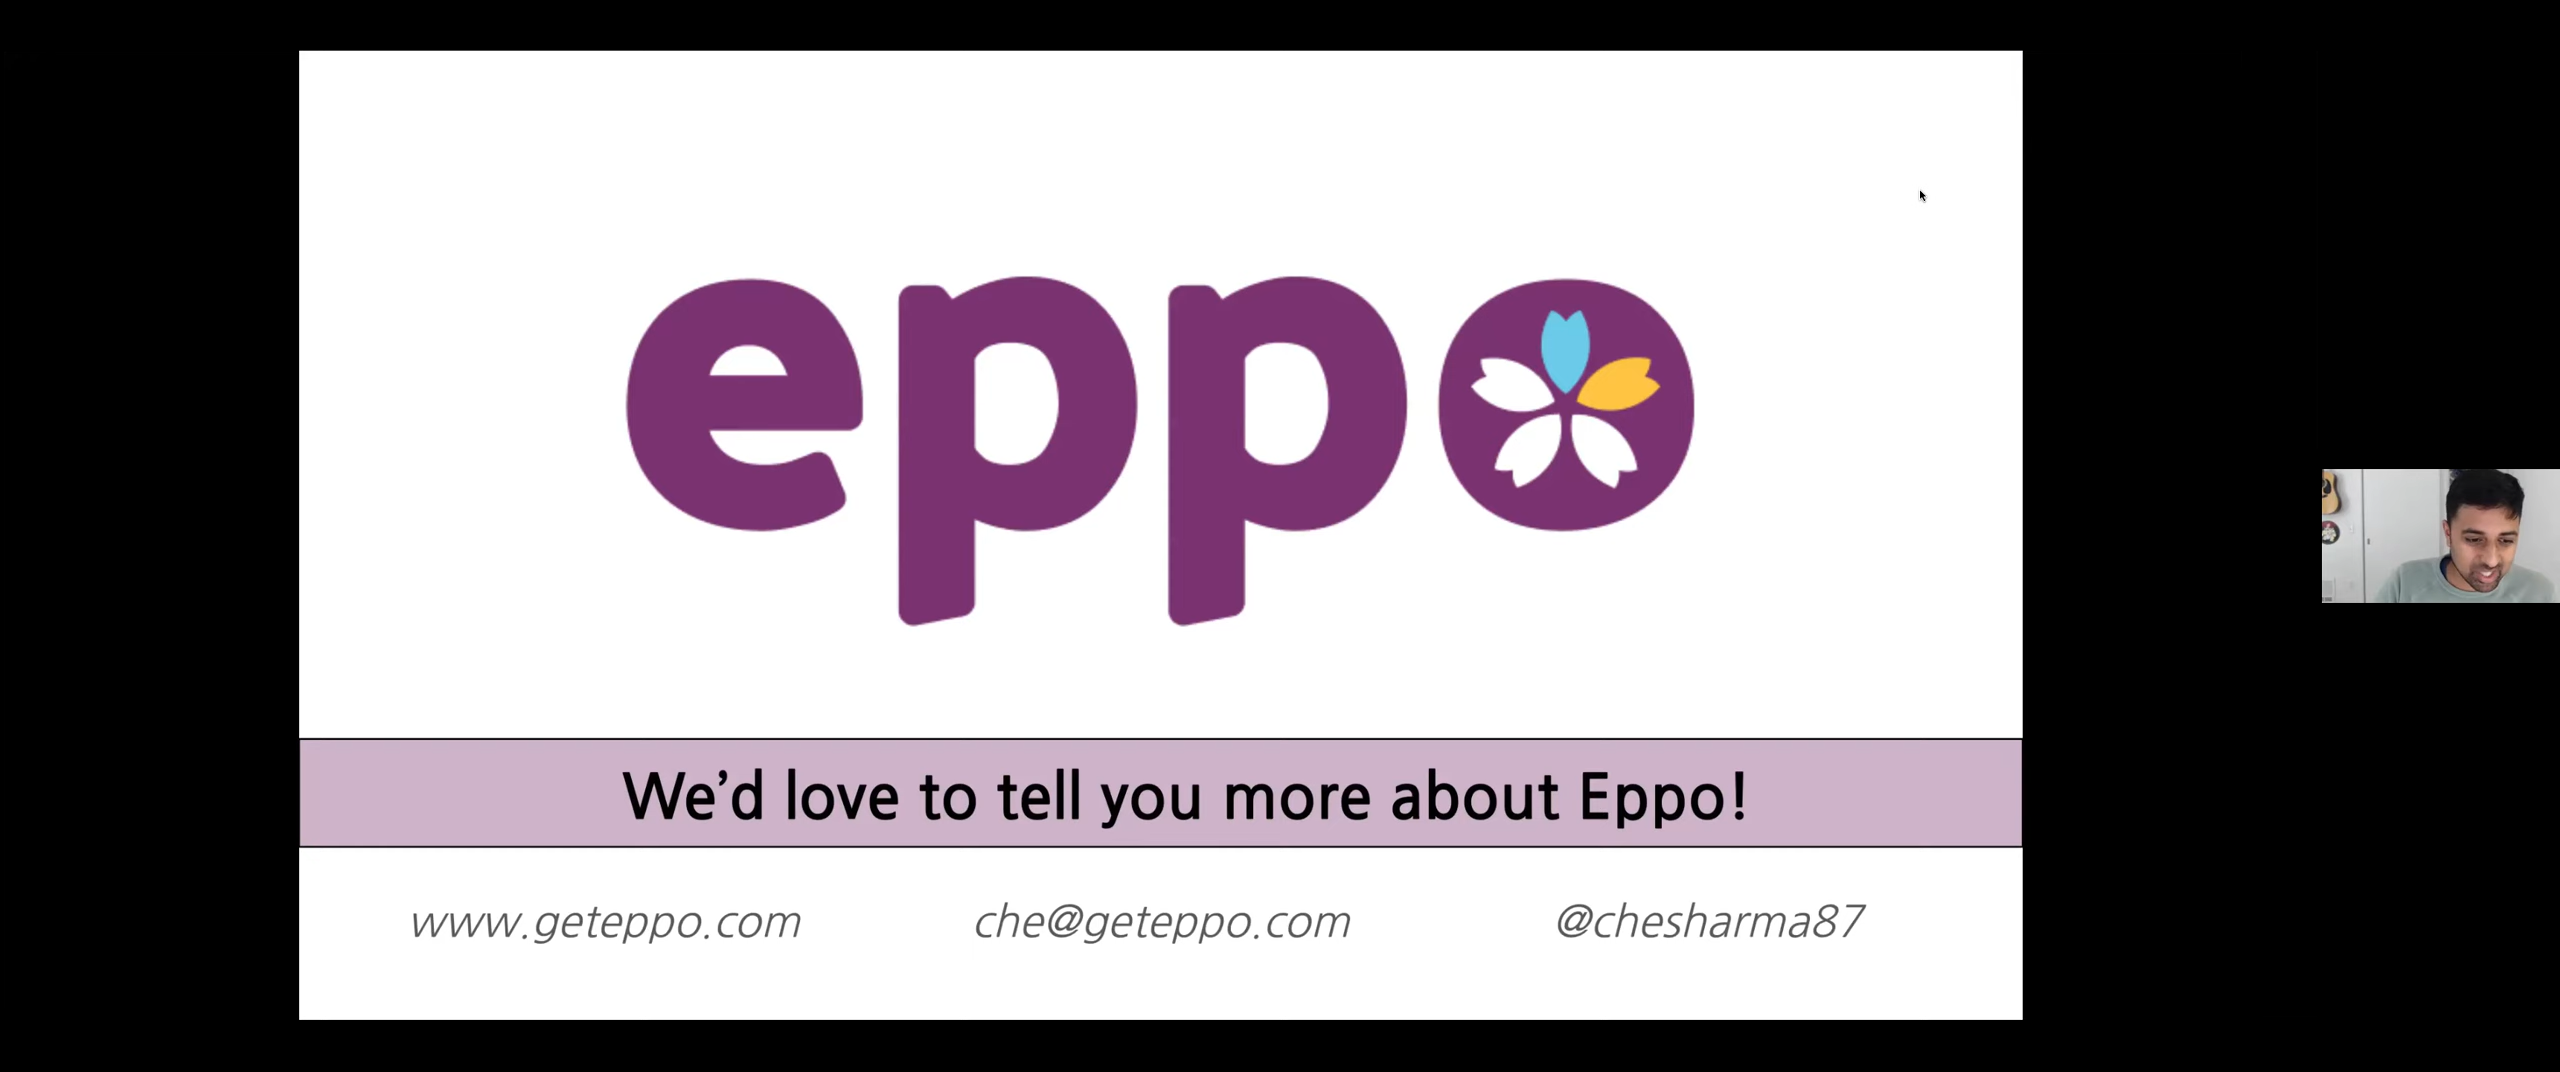 eppo
We’d love to tell you more about Eppo!
www.geteppo.com
che@geteppo.com
@chesharma87